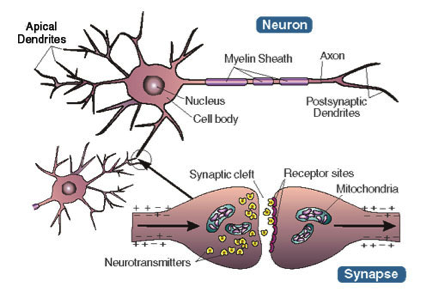 Apical
Dendrites
Neuron
Myelin Sheath
Axon
Nucleus
Cell body
Postsynaptic
Dendrites
Synaptic cleft
Receptor sites
Mitochondria
Neurotransmitters
Synapse